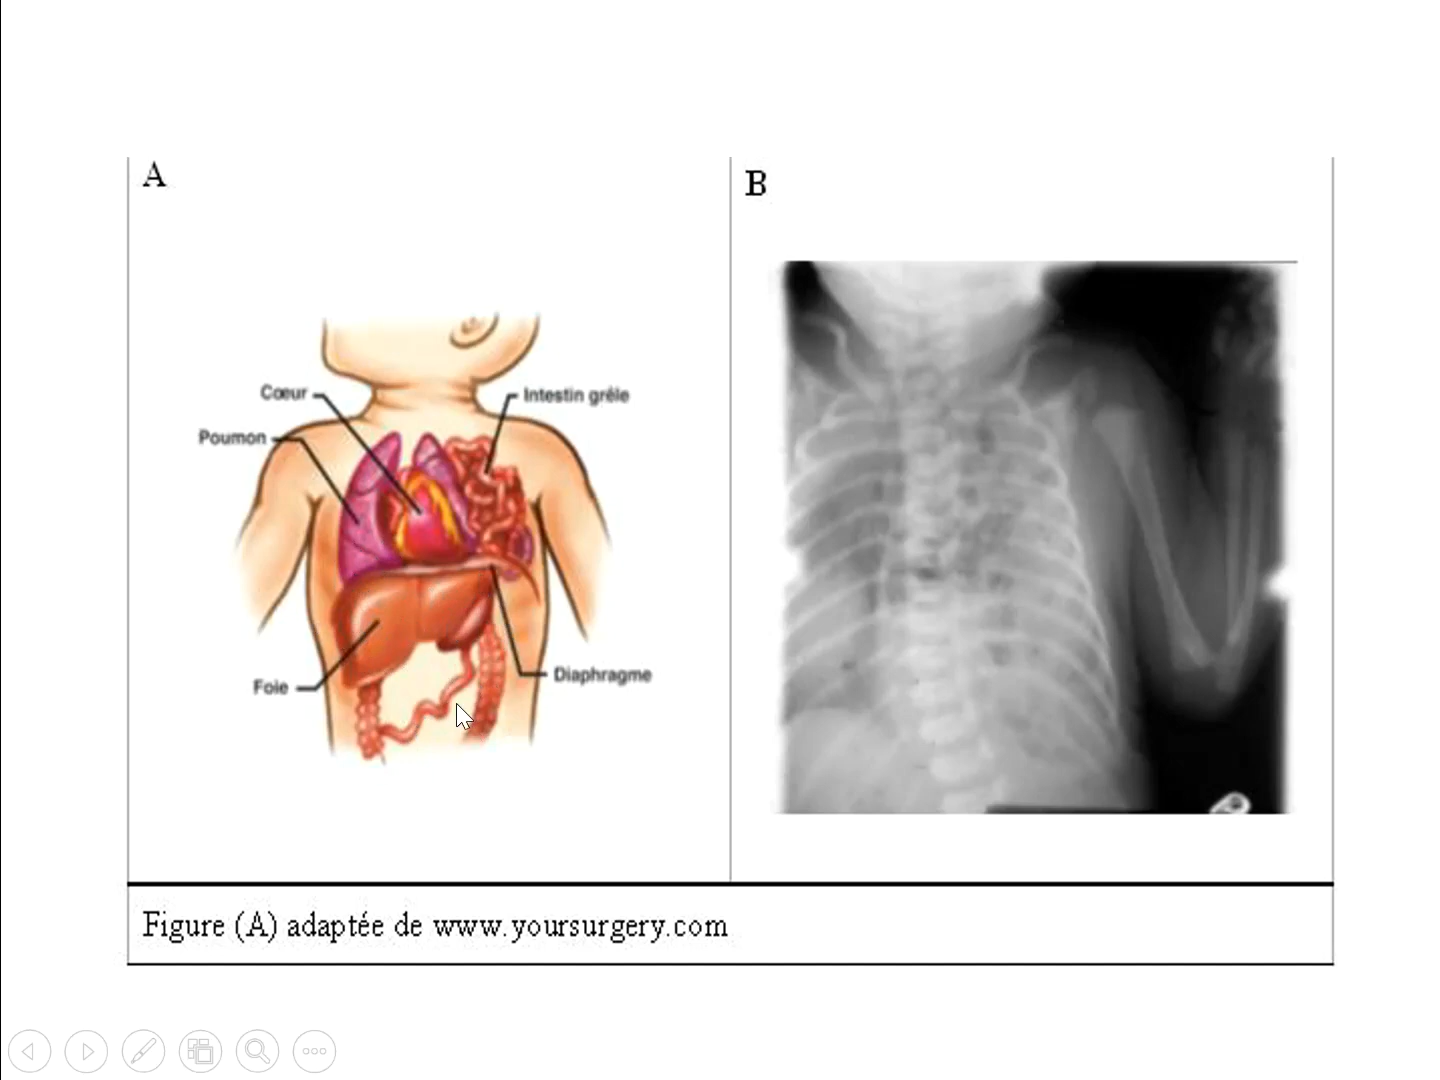 A
B
Cœur
Intestin grêle
Poumon
Foie
Diaphragme
Figure (A) adaptée de www.yoursurgery.com